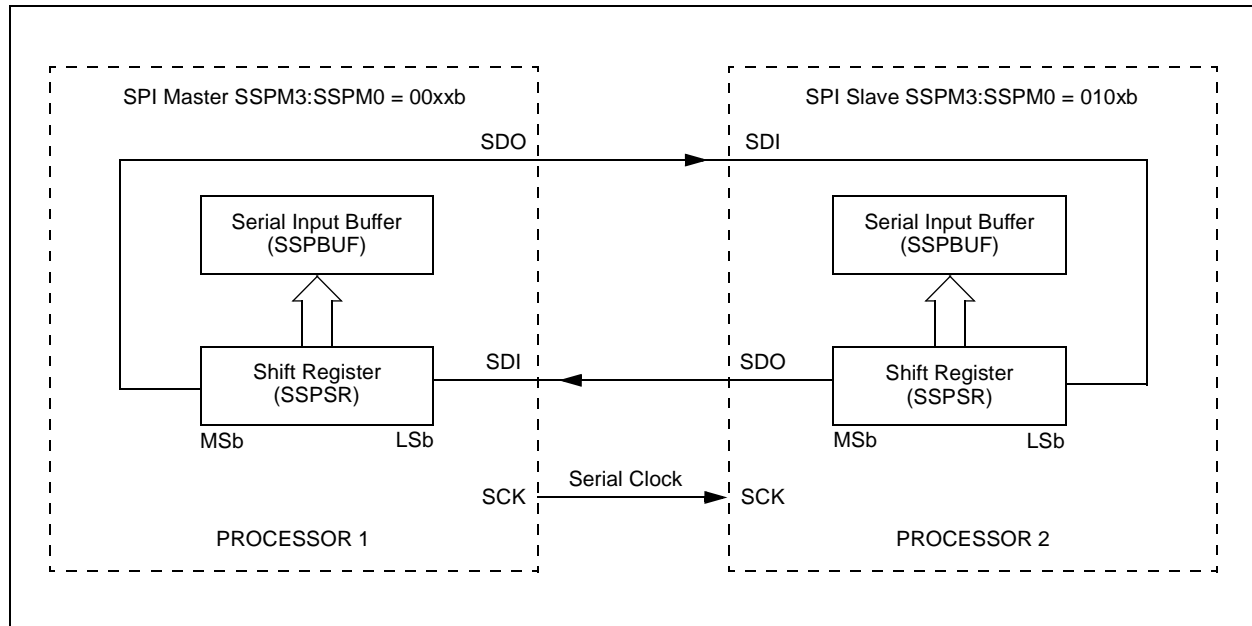 SPI Master SSPM3:SSPM0 = 00xxb
SDO
Serial Input Buffer
(SSPBUF)
Shift Register
(SSPSR)
MSb
LSb
SDI
SCK
PROCESSOR 1
Serial Clock
SPI Slave SSPM3:SSPM0 = 010xb
SDI
Serial Input Buffer
(SSPBUF)
SDO
Shift Register
(SSPSR)
MSb
LSb
SCK
PROCESSOR 2